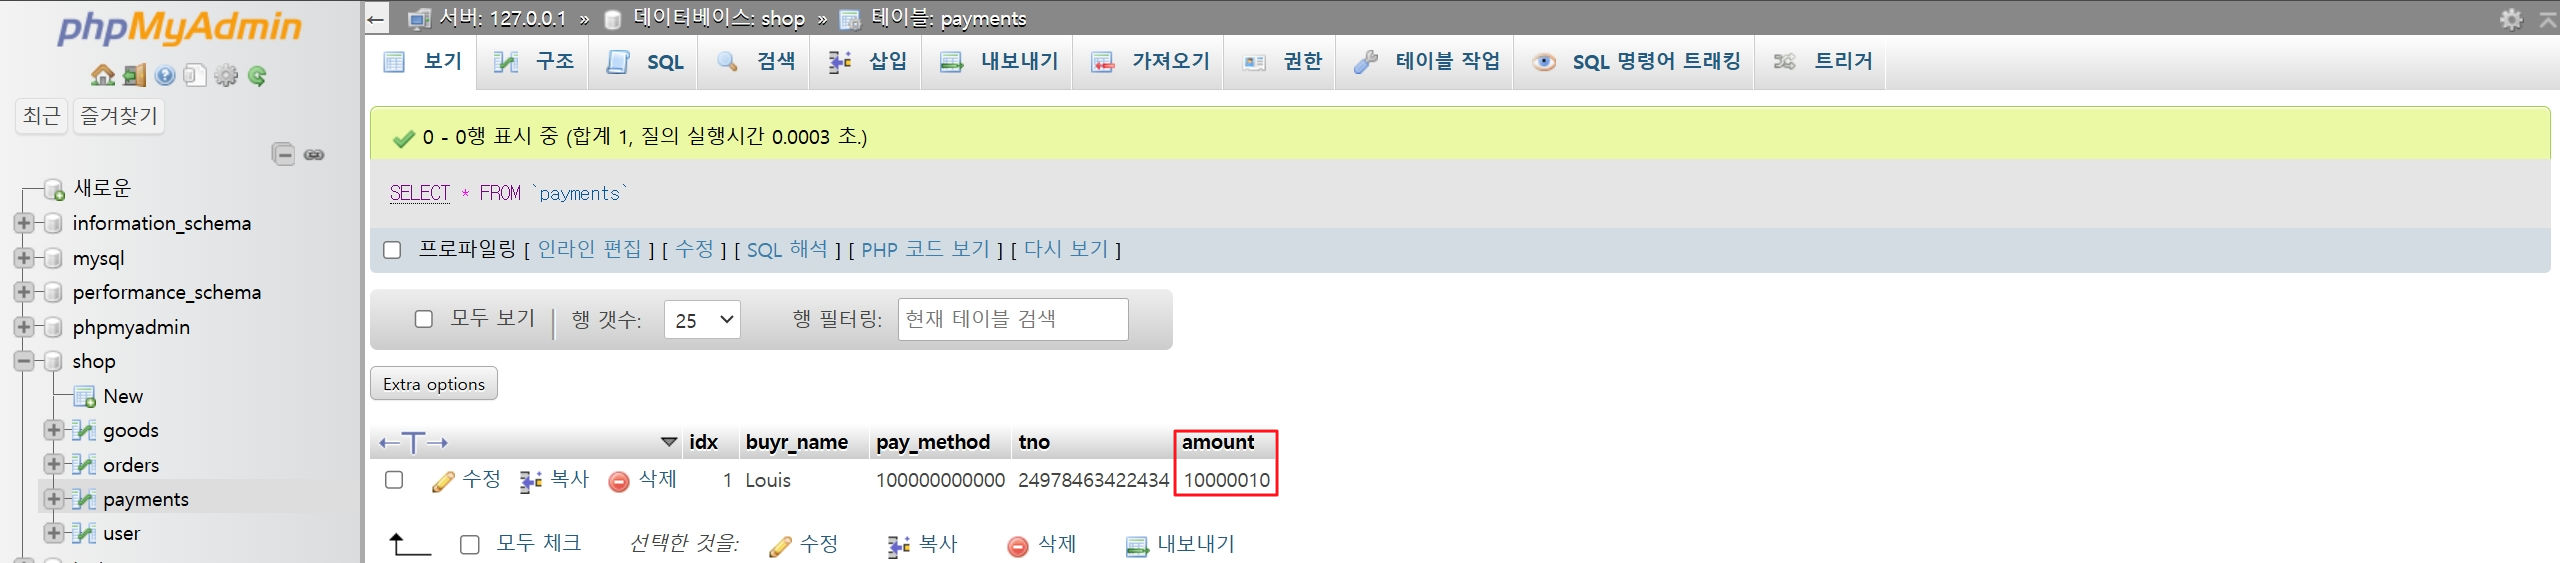 phpMyAdmin
최근 즐겨찾기
새로운
information_schema
mysql
performance_schema
phpmyadmin
shop
New
goods
orders
payments
user
서버: 127.0.0.1 » 데이터베이스: shop » 테이블: payments
보기 구조 SQL 검색 삽입 내보내기 가져오기 권한 테이블 작업 SQL 명령어 트래킹 트리거
0 - 0행 표시 중 (합계 1, 질의 실행시간 0.0003 초.)
SELECT * FROM `payments`
프로파일링 [ 인라인 편집 ] [ 수정 ] [ SQL 해석 ] [ PHP 코드 보기 ] [ 다시 보기 ]
모두 보기 | 행 갯수: 25 행 필터링: 현재 테이블 검색
Extra options
←T→ idx buyr_name pay_method tno amount
수정 복사 삭제 1 Louis 100000000000 24978463422434 10000010
모두 체크 선택한 것을: 수정 복사 삭제 내보내기